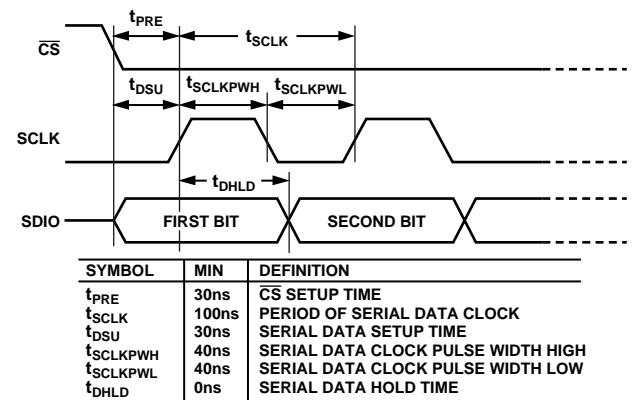 tPRE
tSCLK
CS
tDSU
tSCLKPWH
tSCLKPWL
SCLK
tDHLD
SDIO
FIRST BIT
SECOND BIT
SYMBOL MIN DEFINITION
tPRE 30ns CS SETUP TIME
tSCLK 100ns PERIOD OF SERIAL DATA CLOCK
tDSU 30ns SERIAL DATA SETUP TIME
tSCLKPWH 40ns SERIAL DATA CLOCK PULSE WIDTH HIGH
tSCLKPWL 40ns SERIAL DATA CLOCK PULSE WIDTH LOW
tDHLD 0ns SERIAL DATA HOLD TIME